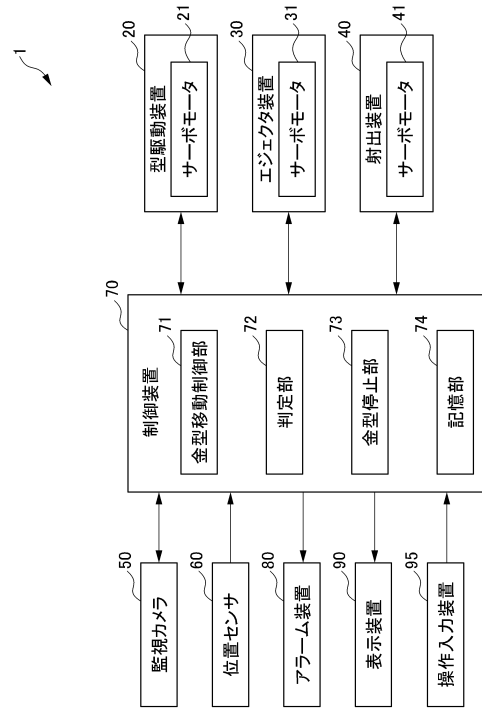 1
50
監視カメラ
60
位置センサ
80
アラーム装置
90
表示装置
95
操作入力装置
70
制御装置
71
金型移動制御部
72
判定部
73
金型停止部
74
記憶部
20
型駆動装置
21
サーボモータ
30
エジェクタ装置
31
サーボモータ
40
射出装置
41
サーボモータ